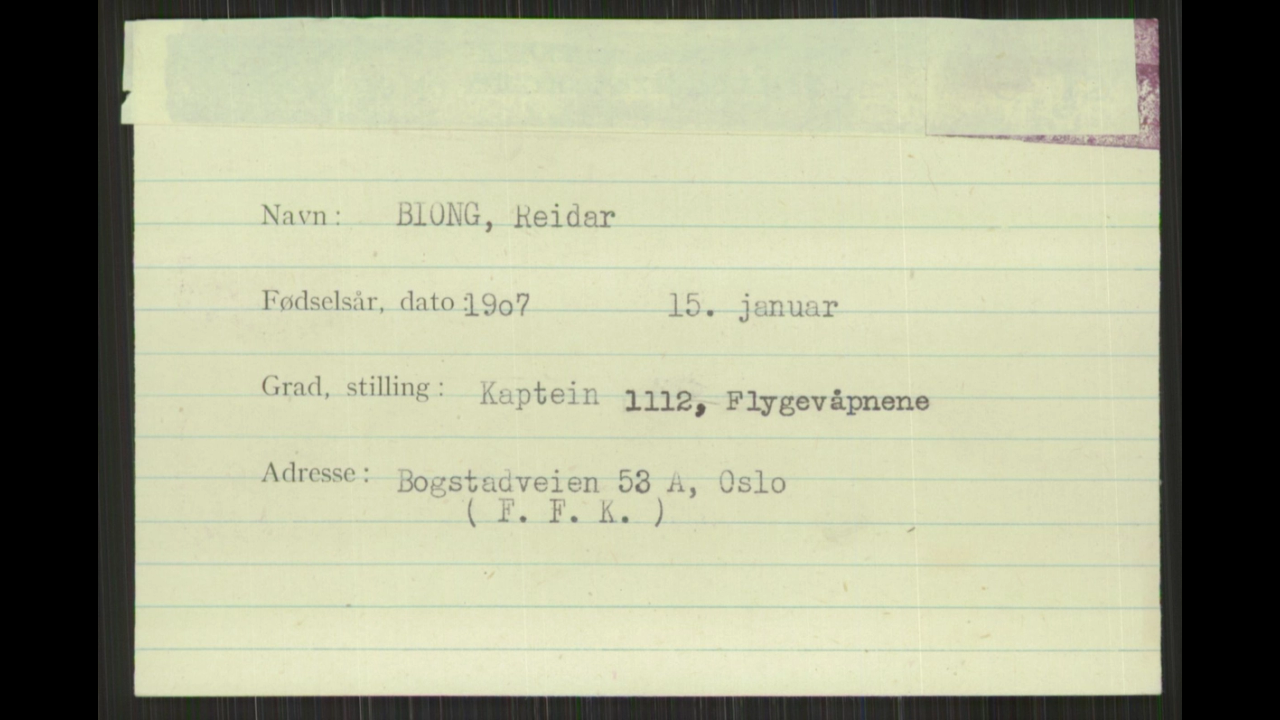 Navn: BIONG, Reidar
Fødselsår, dato: 1907 15. januar
Grad, stilling: Kaptein 1112, Flygevåpnene
Adresse: Bogstadveien 53 A, Oslo
( F. F. K. )